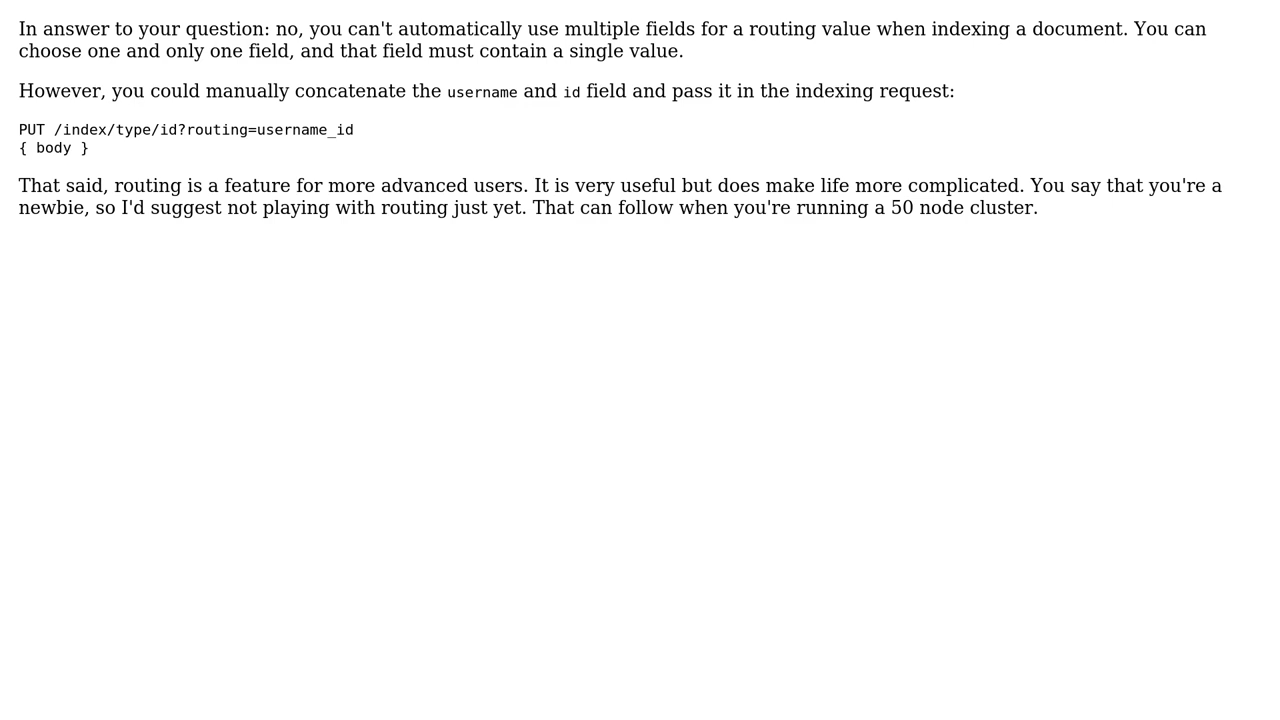 In answer to your question: no, you can't automatically use multiple fields for a routing value when indexing a document. You can
choose one and only one field, and that field must contain a single value.
However, you could manually concatenate the username and id field and pass it in the indexing request:
PUT /index/type/id?routing=username_id
{ body }
That said, routing is a feature for more advanced users. It is very useful but does make life more complicated. You say that you're a
newbie, so I'd suggest not playing with routing just yet. That can follow when you're running a 50 node cluster.